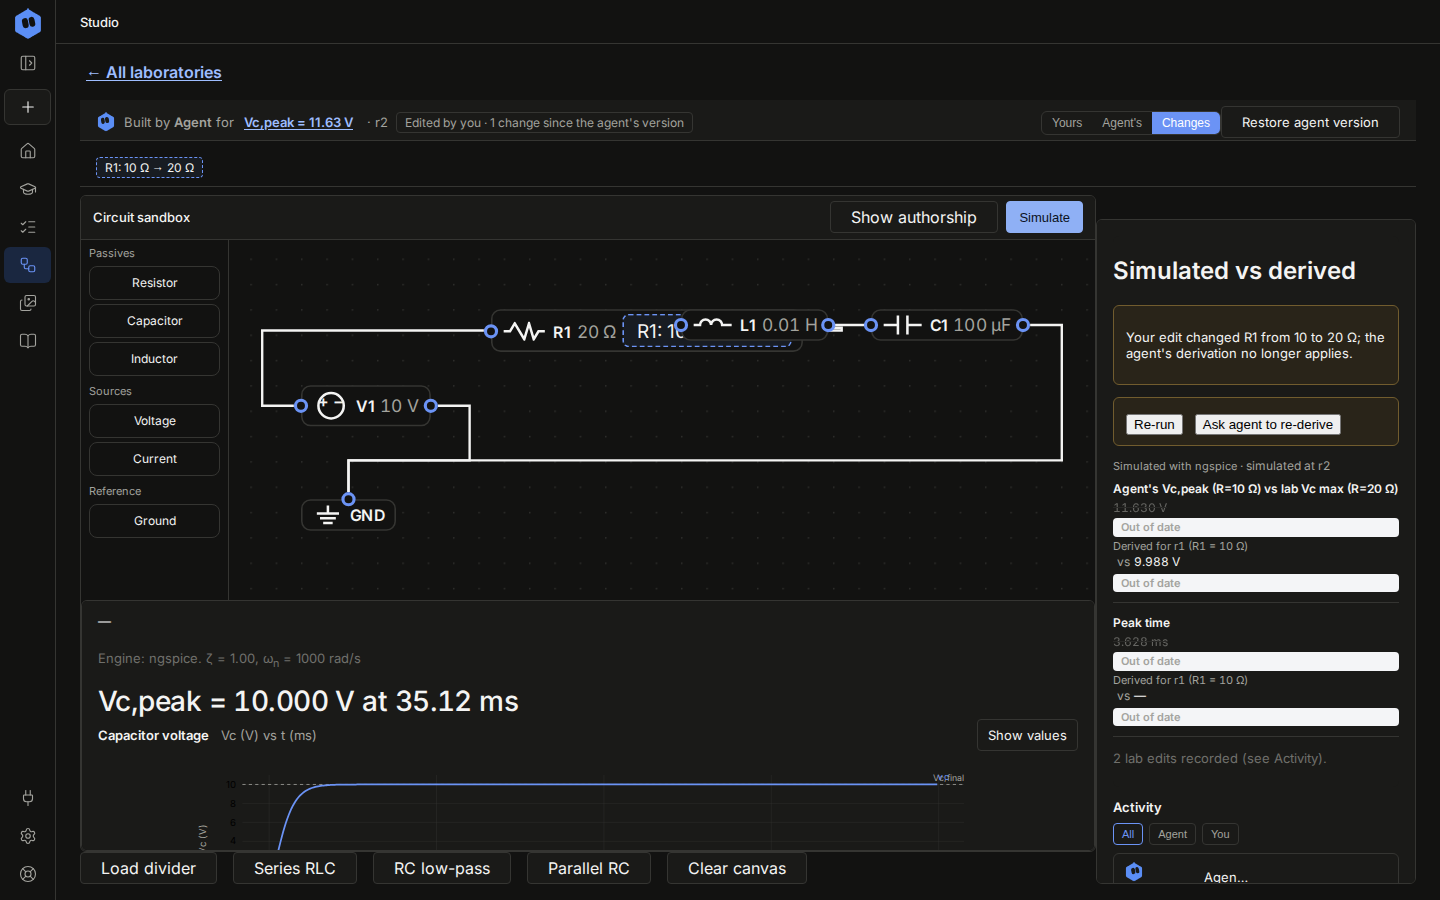 Studio
← All laboratories
Built by Agent for Vc,peak = 11.63 V · r2 Edited by you · 1 change since the agent's version
Yours Agent's Changes Restore agent version
R1: 10 Ω → 20 Ω
Circuit sandbox
Show authorship Simulate
Passives
Resistor
Capacitor
Inductor
Sources
Voltage
Current
Reference
Ground
R1 20 Ω R1: 10
L1 0.01 H
C1 100 µF
V1 10 V
GND
—
Engine: ngspice. ζ = 1.00, ωn = 1000 rad/s
Vc,peak = 10.000 V at 35.12 ms
Capacitor voltage Vc (V) vs t (ms)
Show values
10
8
6
4
Vc (V)
Load divider Series RLC RC low-pass Parallel RC Clear canvas
Simulated vs derived
Your edit changed R1 from 10 to 20 Ω; the
agent's derivation no longer applies.
Re-run Ask agent to re-derive
Simulated with ngspice · simulated at r2
Agent's Vc,peak (R=10 Ω) vs lab Vc max (R=20 Ω)
11.630 V
Out of date
Derived for r1 (R1 = 10 Ω)
vs 9.988 V
Out of date
Peak time
3.628 ms
Out of date
Derived for r1 (R1 = 10 Ω)
vs —
Out of date
2 lab edits recorded (see Activity).
Activity
All Agent You
Agen...